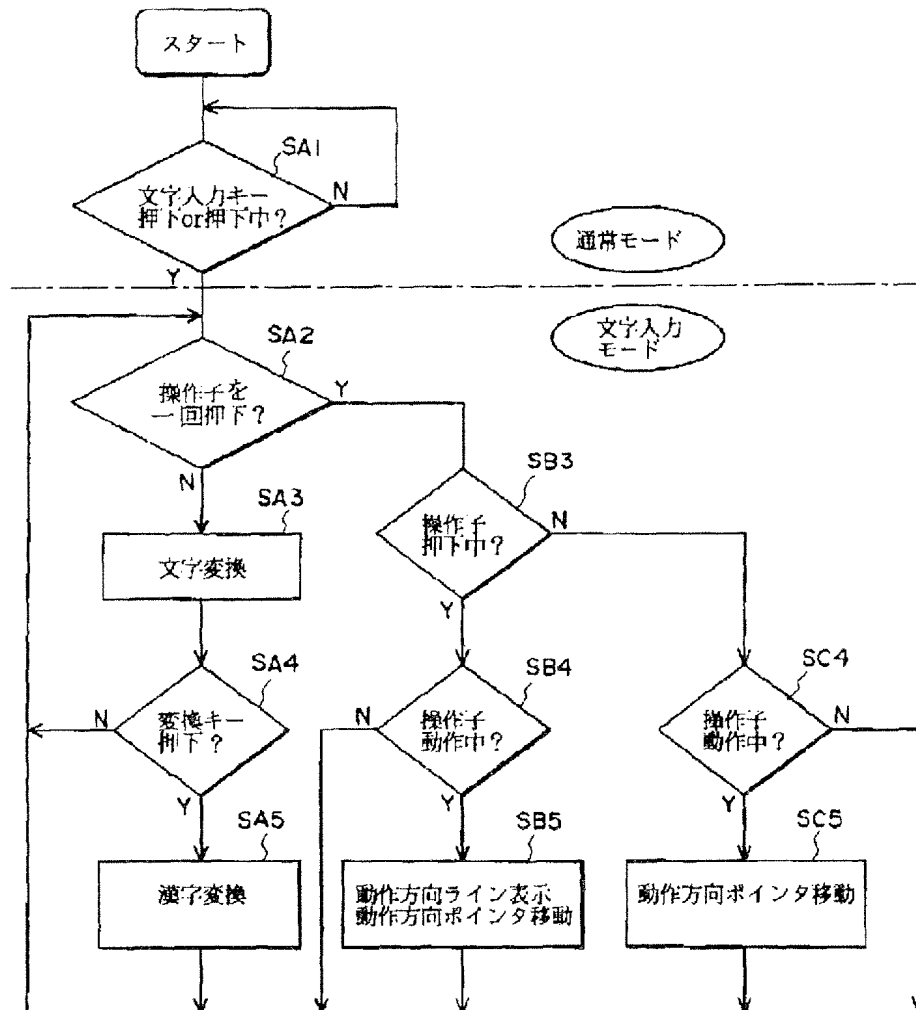 スタート
SA1
文字入力キー
押下or押下中？
N
Y
通常モード
文字入力
モード
SA2
操作子を
一回押下？
Y
N
SB3
操作子
押下中？
N
Y
SA3
文字変換
SA4
変換キー
押下？
N
Y
SB4
操作子
動作中？
N
Y
SC4
操作子
動作中？
N
Y
SA5
漢字変換
SB5
動作方向ライン表示
動作方向ポインタ移動
SC5
動作方向ポインタ移動